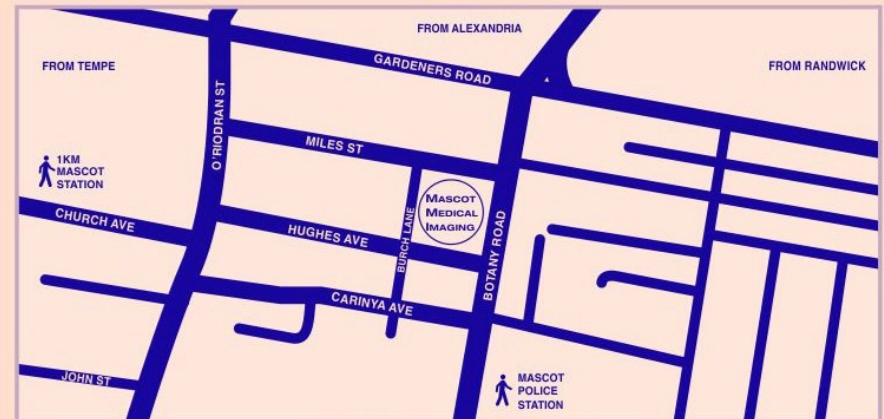 FROM ALEXANDRIA
FROM TEMPE
GARDENERS ROAD
FROM RANDWICK
O'RIODRAN ST
MILES ST
1KM
MASCOT
STATION
MASCOT
MEDICAL
IMAGING
CHURCH AVE
HUGHES AVE
BURCH LANE
BOTANY ROAD
CARINYA AVE
JOHN ST
MASCOT
POLICE
STATION